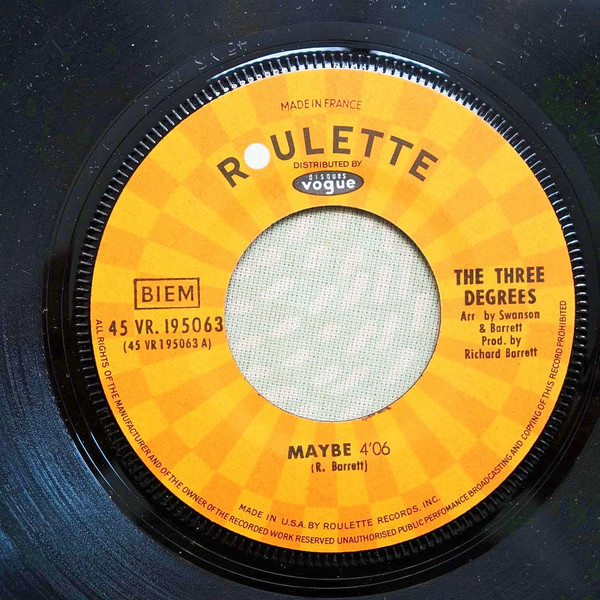 MADE IN FRANCE
ROULETTE
DISTRIBUTED BY
disques
vogue
BIEM
45 VR. 195063
(45 VR 195063 A)
THE THREE
DEGREES
Arr by Swanson
& Barrett
Prod. by
Richard Barrett
MAYBE 4'06
(R. Barrett)
MADE IN U.S.A. BY ROULETTE RECORDS, INC.
ALL RIGHTS OF THE MANUFACTURER AND OF THE OWNER OF THE RECORDED WORK RESERVED UNAUTHORISED PUBLIC PERFOMANCE BROADCASTING AND COPYING OF THIS RECORD PROHIBITED